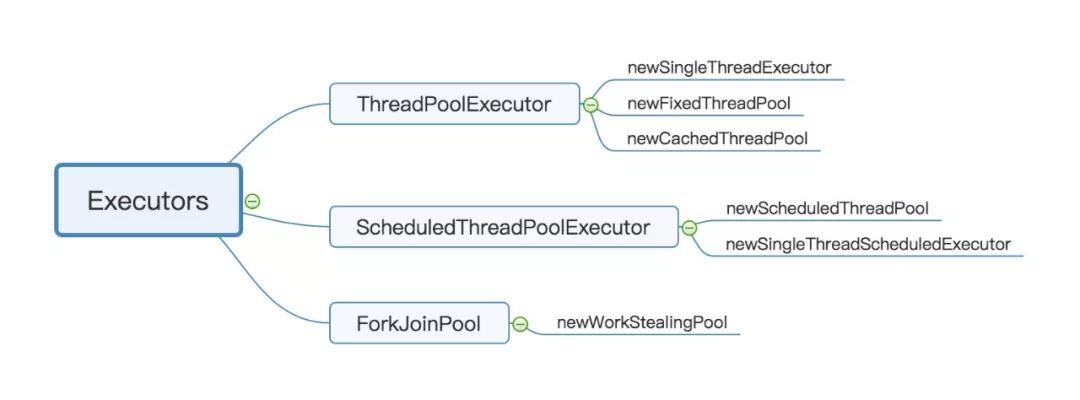 Executors
ThreadPoolExecutor
newSingleThreadExecutor
newFixedThreadPool
newCachedThreadPool
ScheduledThreadPoolExecutor
newScheduledThreadPool
newSingleThreadScheduledExecutor
ForkJoinPool
newWorkStealingPool